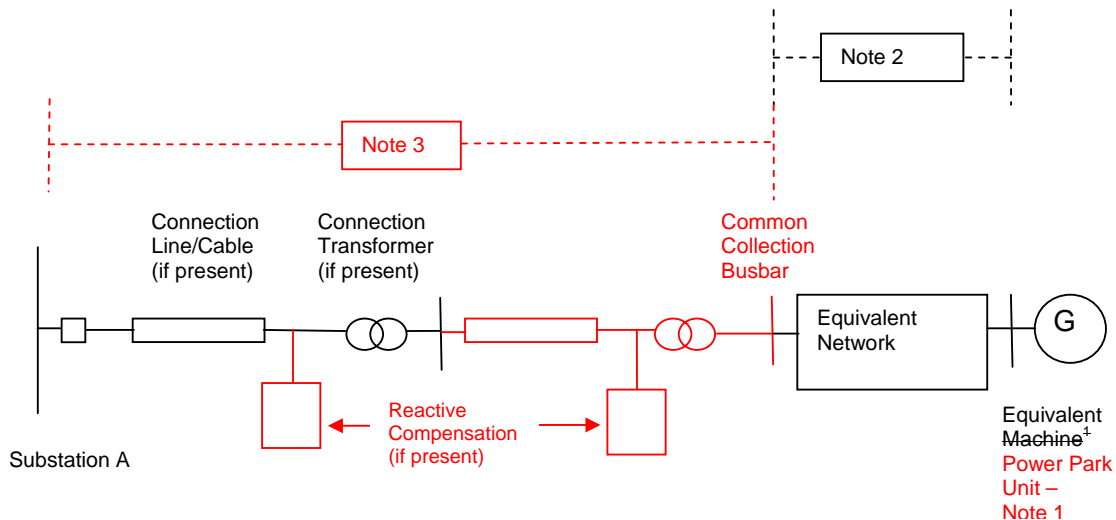 Note 2
Note 3
Connection
Line/Cable
(if present)
Connection
Transformer
(if present)
Common
Collection
Busbar
Equivalent
Network
G
Reactive
Compensation
(if present)
Substation A
Equivalent
Machine¹
Power Park
Unit –
Note 1